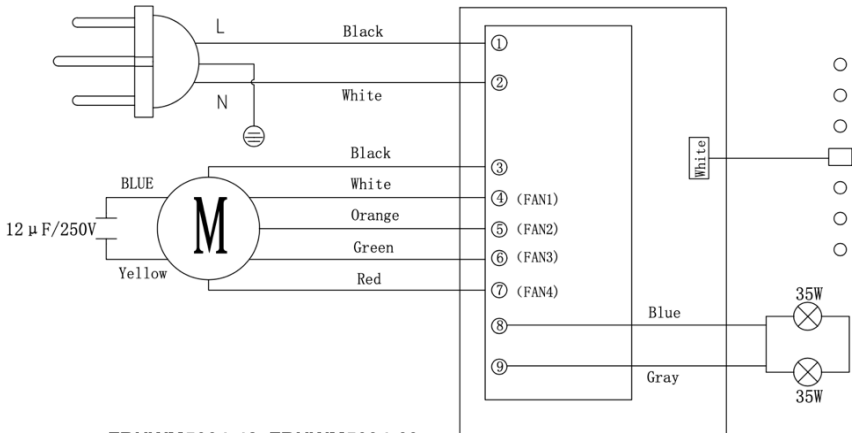 L
Black
①
②
N
White
Black
③
White
④ (FAN1)
White
BLUE
M
12μF/250V
Orange
⑤ (FAN2)
Green
⑥ (FAN3)
Yellow
Red
⑦ (FAN4)
35W
⑧
Blue
⑨
Gray
35W